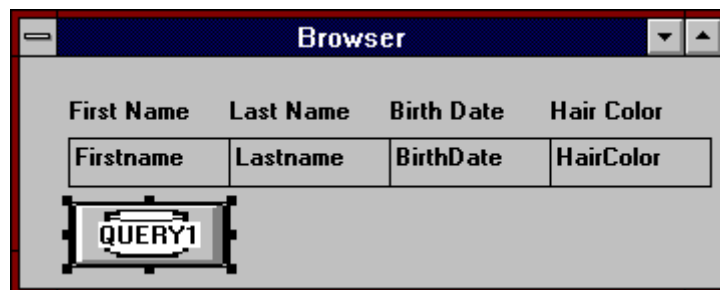 Browser
First Name Last Name Birth Date Hair Color
Firstname Lastname BirthDate HairColor
QUERY1